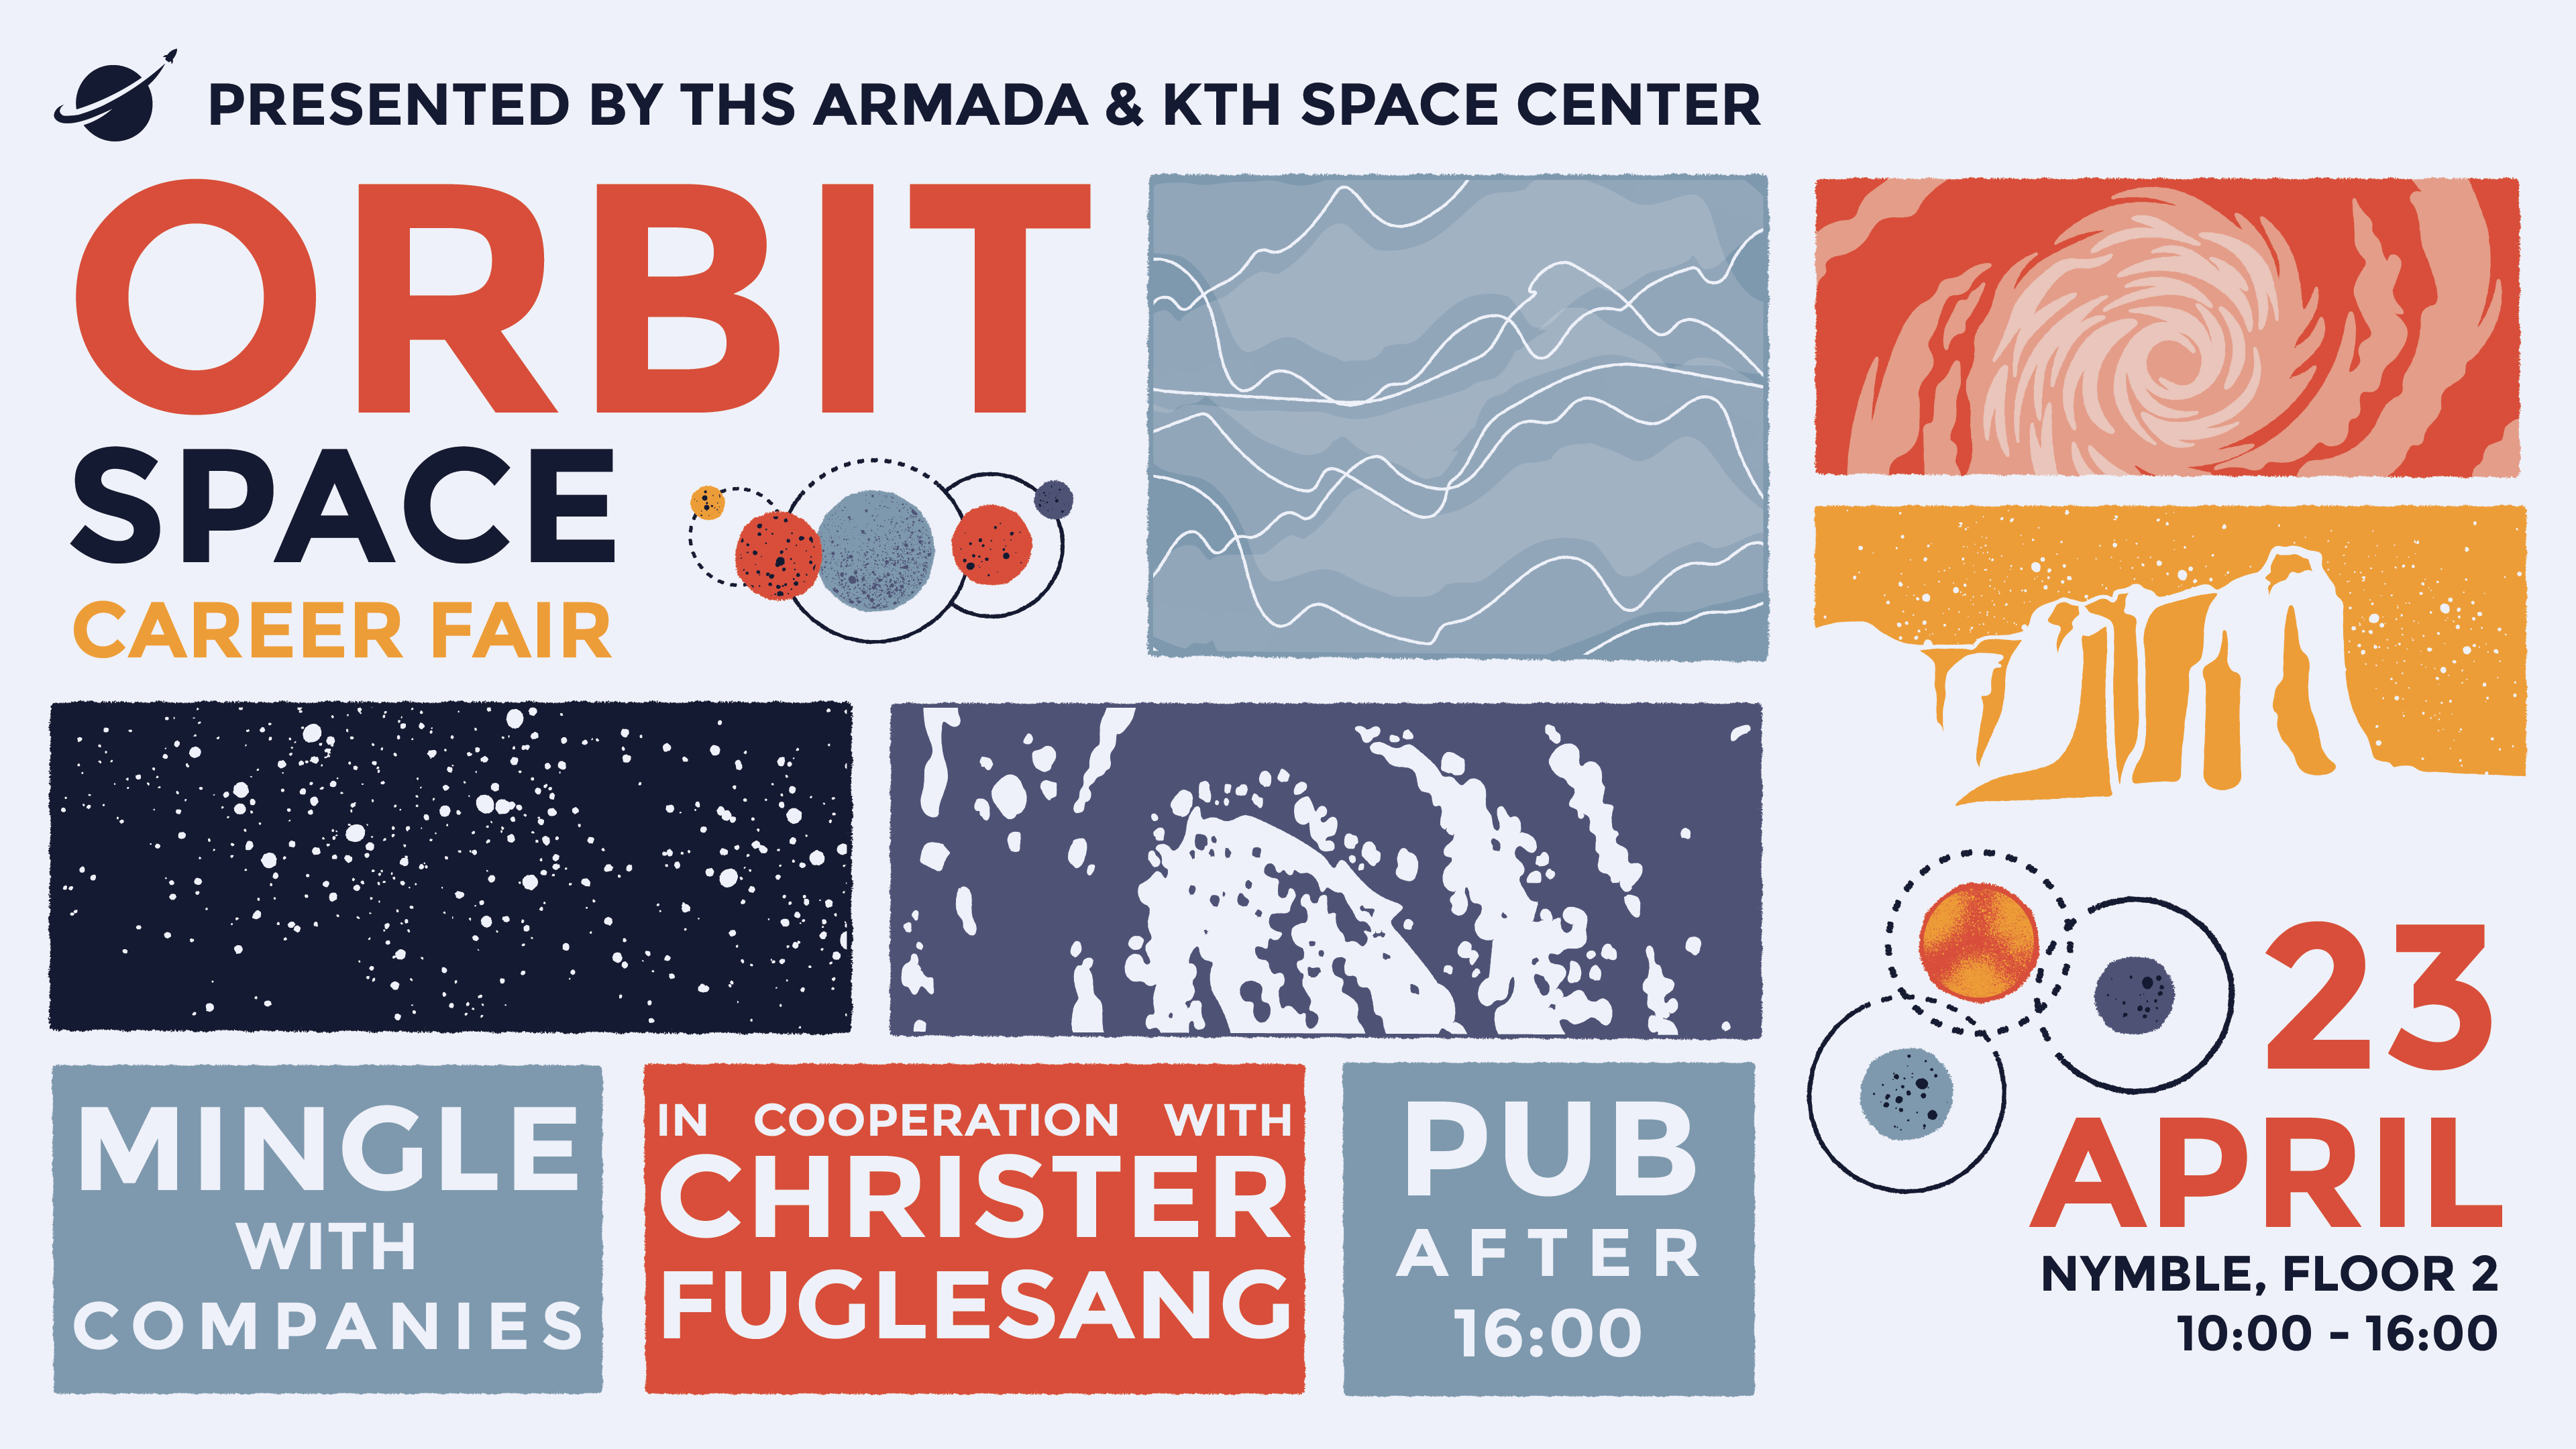 PRESENTED BY THS ARMADA & KTH SPACE CENTER
ORBIT
SPACE
CAREER FAIR
MINGLE
WITH
COMPANIES
IN COOPERATION WITH
CHRISTER
FUGLESANG
PUB
AFTER
16:00
23
APRIL
NYMBLE, FLOOR 2
10:00 - 16:00